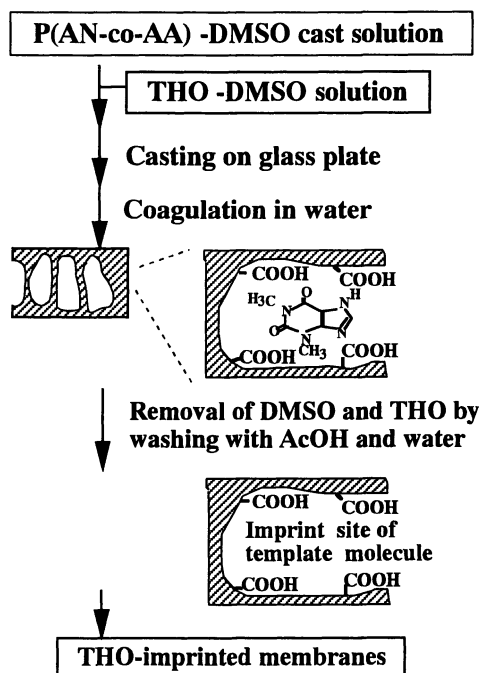 P(AN-co-AA) -DMSO cast solution
THO -DMSO solution
Casting on glass plate
Coagulation in water
COOH
COOH
H3C
O
H
N
N
O
N
N
CH3
COOH
COOH
Removal of DMSO and THO by
washing with AcOH and water
COOH
COOH
Imprint site of
template molecule
COOH
COOH
THO-imprinted membranes